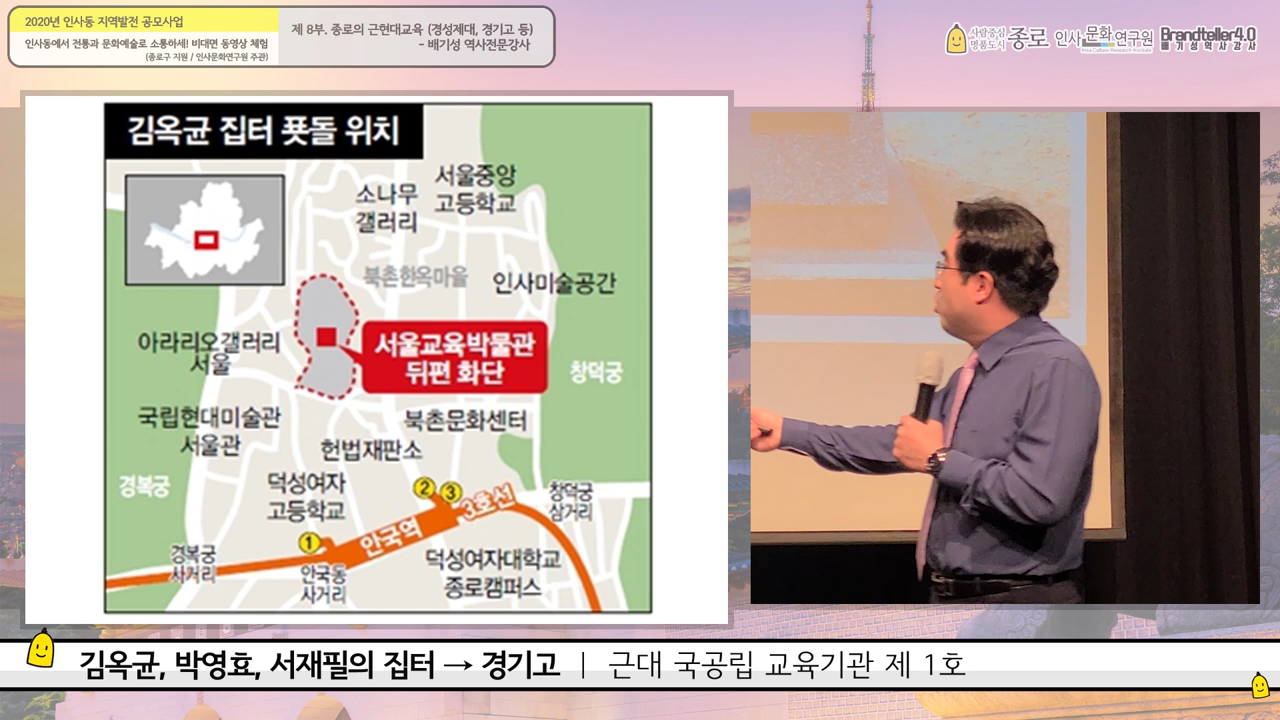 2020년 인사동 지역발전 공모사업
인사동에서 전통과 문화예술로 소통하세! 비대면 동영상 체험
(종로구 지원 / 인사문화연구원 주관)
제 8부. 종로의 근현대교육 (경성제대, 경기고 등)
- 배기성 역사전문강사
사람중심
명품도시
종로
인사문화연구원
Insa Culture Research Institute
Brandteller4.0
배기성역사강사
김옥균 집터 푯돌 위치
서울중앙
고등학교
소나무
갤러리
북촌한옥마을
인사미술공간
아라리오갤러리
서울
서울교육박물관
뒤편 화단
창덕궁
국립현대미술관
서울관
북촌문화센터
헌법재판소
경복궁
덕성여자
고등학교
2
3
3호선
창덕궁
삼거리
1
안국역
경복궁
사거리
안국동
사거리
덕성여자대학교
종로캠퍼스
김옥균, 박영효, 서재필의 집터 → 경기고 | 근대 국공립 교육기관 제 1호